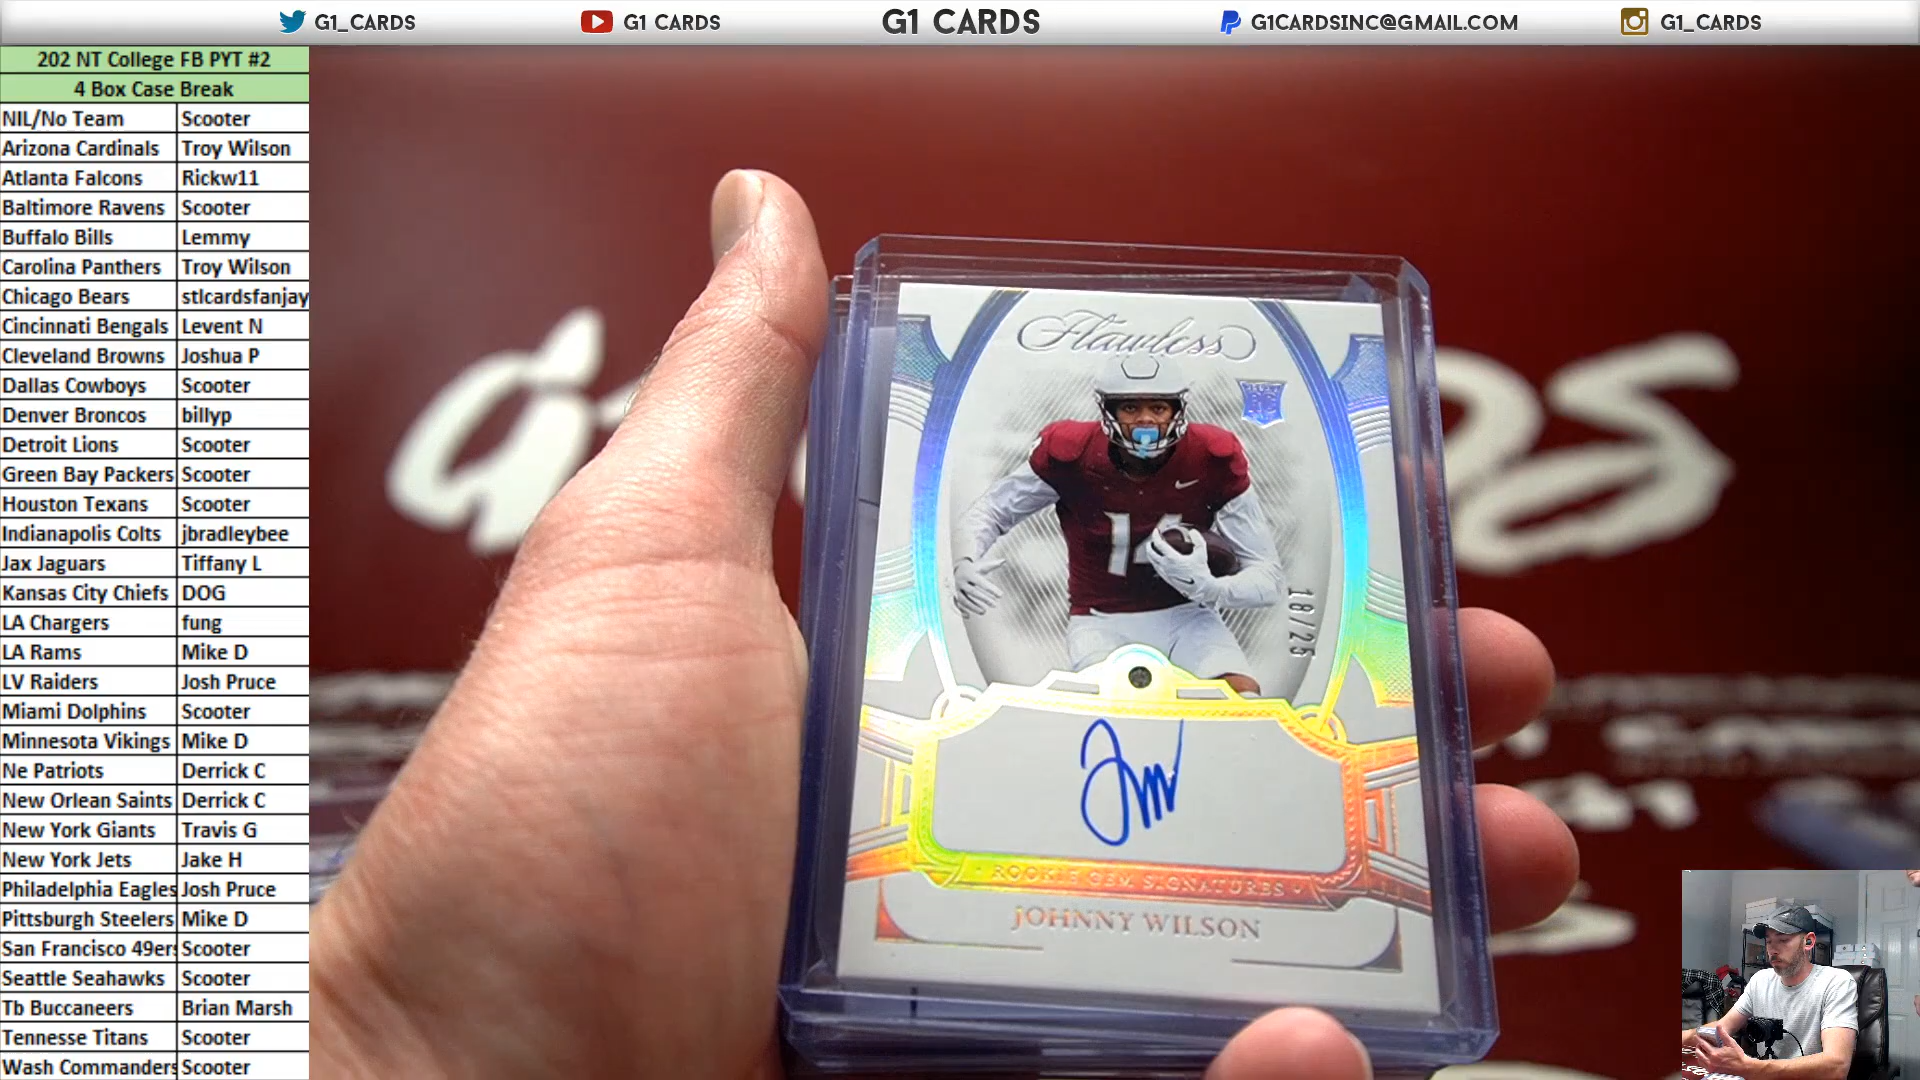 G1_CARDS G1 CARDS G1 CARDS G1CARDSINC@GMAIL.COM G1_CARDS
202 NT College FB PYT #2
4 Box Case Break
NIL/No Team Scooter
Arizona Cardinals Troy Wilson
Atlanta Falcons Rickw11
Baltimore Ravens Scooter
Buffalo Bills Lemmy
Carolina Panthers Troy Wilson
Chicago Bears stlcardsfanjay
Cincinnati Bengals Levent N
Cleveland Browns Joshua P
Dallas Cowboys Scooter
Denver Broncos billyp
Detroit Lions Scooter
Green Bay Packers Scooter
Houston Texans Scooter
Indianapolis Colts jbradleybee
Jax Jaguars Tiffany L
Kansas City Chiefs DOG
LA Chargers fung
LA Rams Mike D
LV Raiders Josh Pruce
Miami Dolphins Scooter
Minnesota Vikings Mike D
Ne Patriots Derrick C
New Orlean Saints Derrick C
New York Giants Travis G
New York Jets Jake H
Philadelphia Eagles Josh Pruce
Pittsburgh Steelers Mike D
San Francisco 49ers Scooter
Seattle Seahawks Scooter
Tb Buccaneers Brian Marsh
Tennesse Titans Scooter
Wash Commanders Scooter
Flawless
RC
14
18/25
ROOKIE GEM SIGNATURES
JOHNNY WILSON